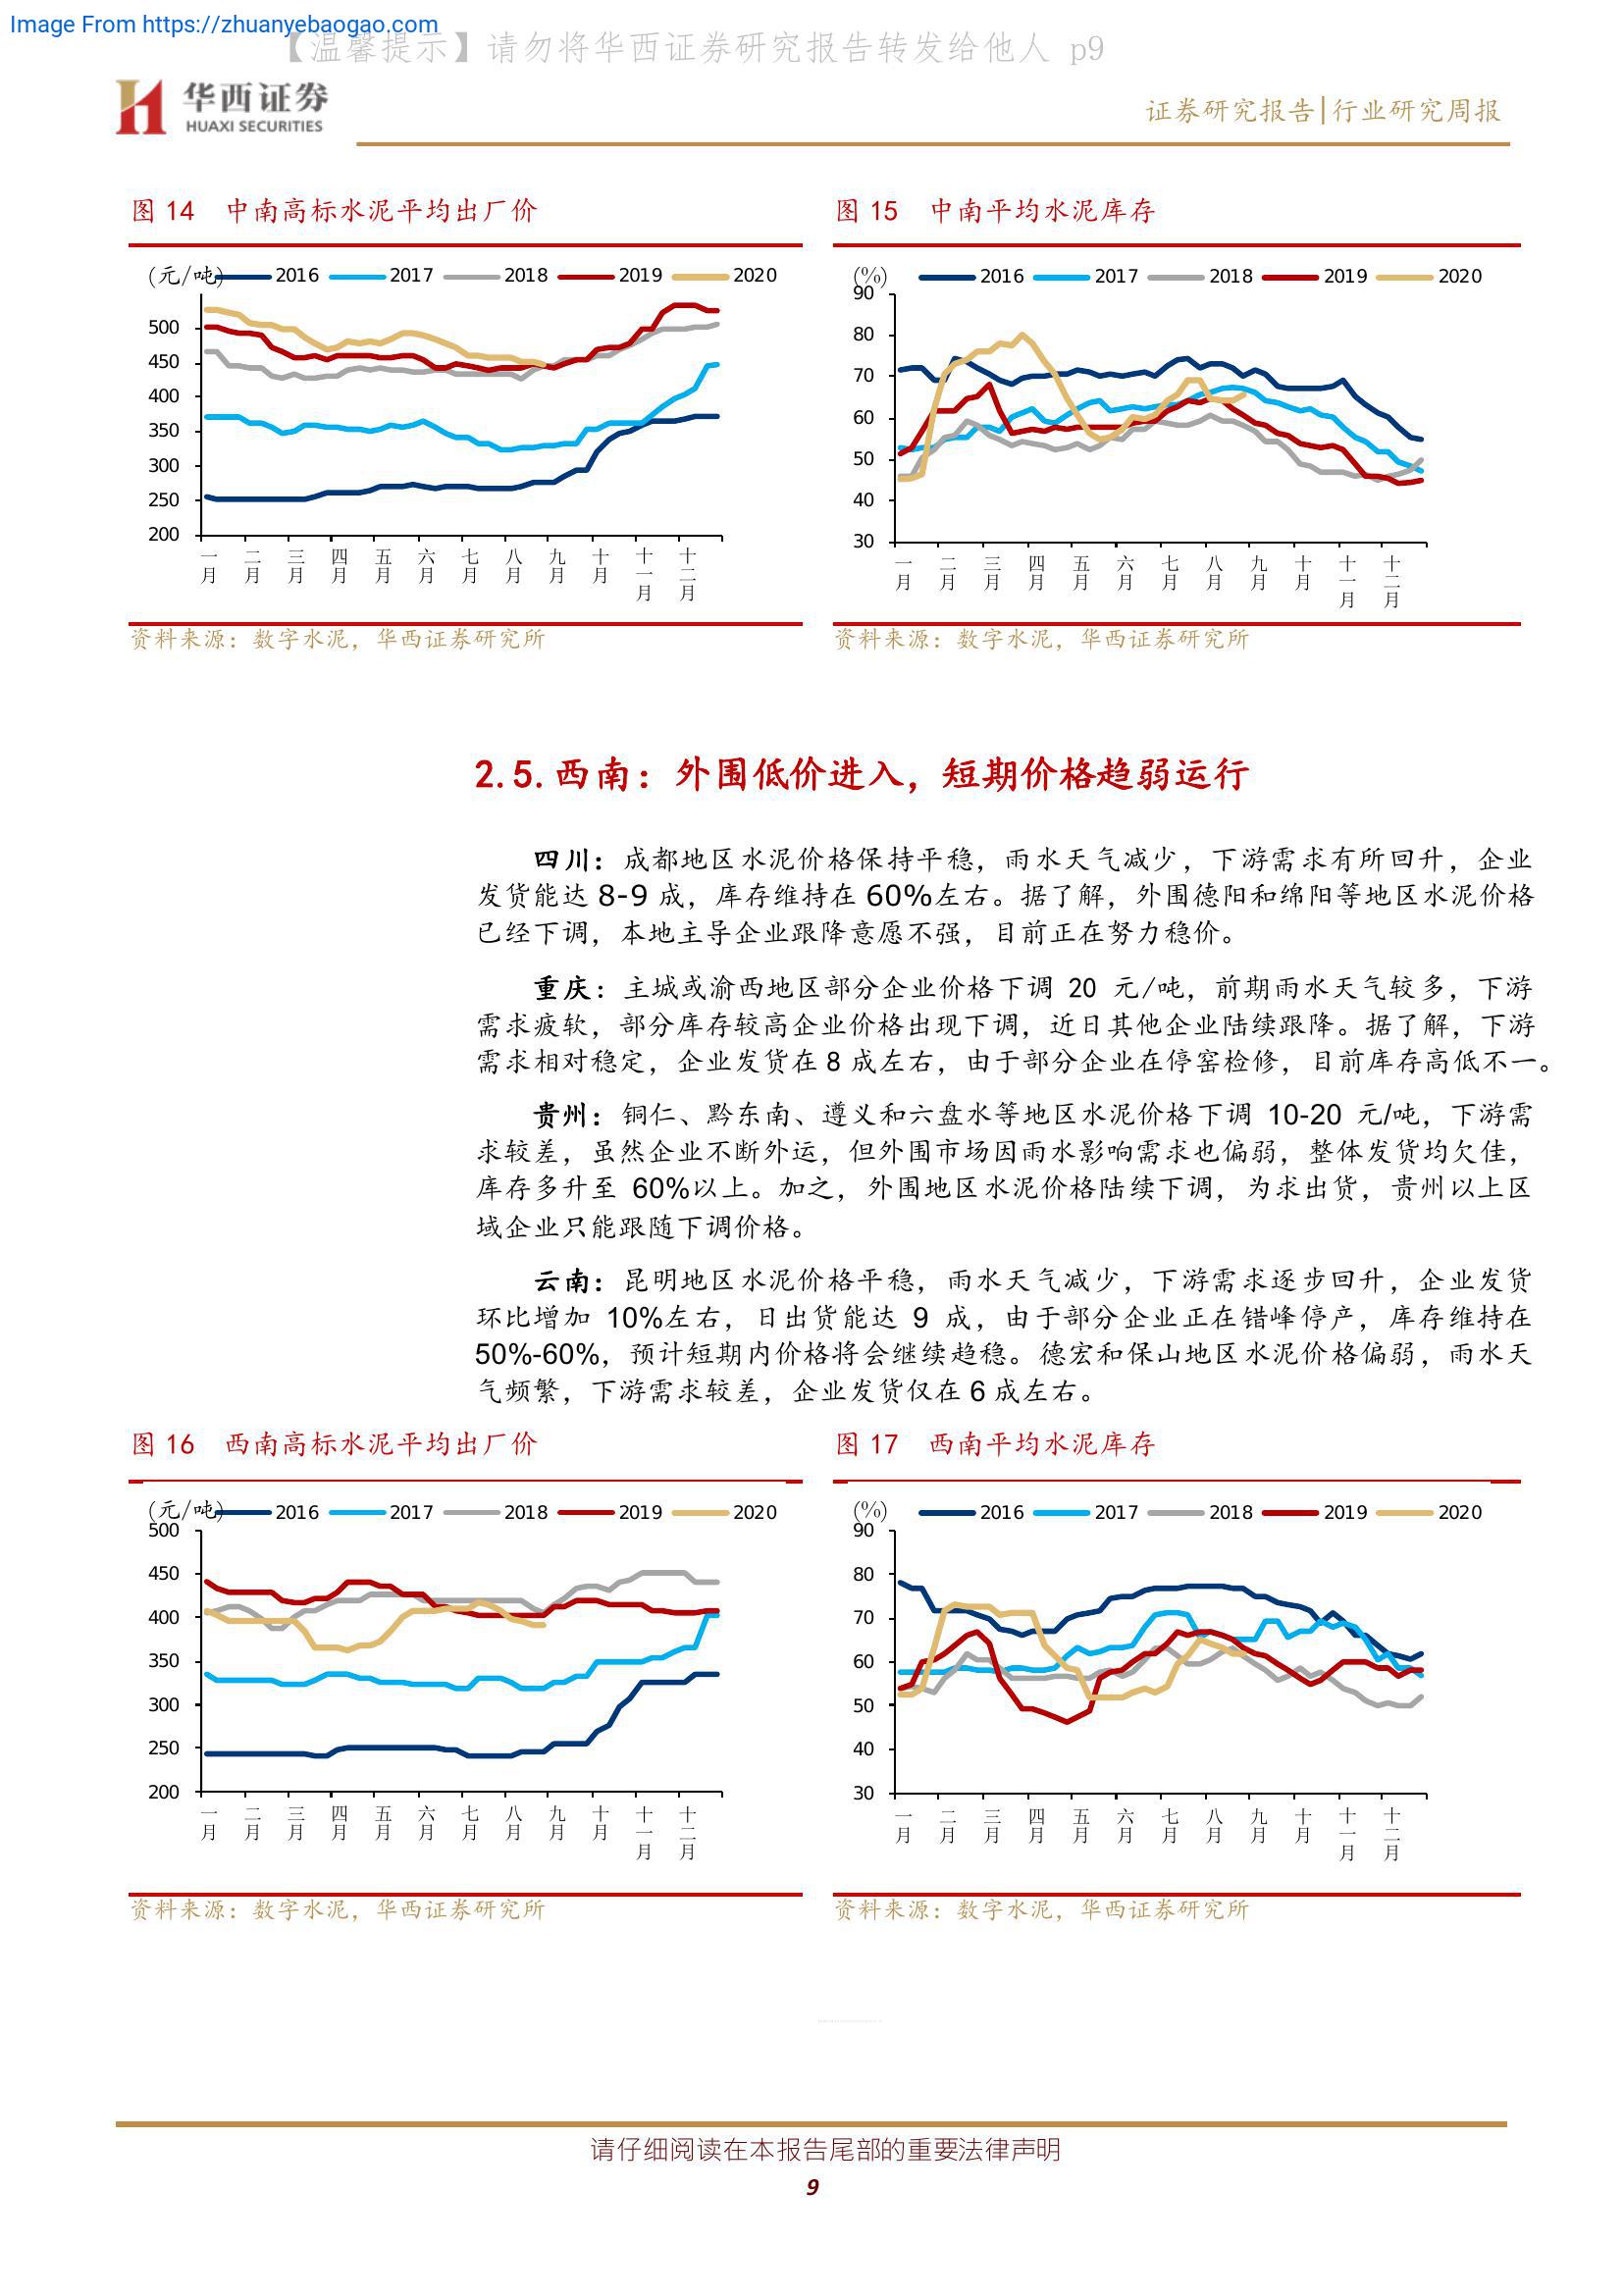 Image From https://zhuanyebaogao.com
【温馨提示】请勿将华西证券研究报告转发给他人 p9
华西证券
HUAXI SECURITIES
证券研究报告|行业研究周报
图 14 中南高标水泥平均出厂价
(元/吨) 2016 2017 2018 2019 2020
500
450
400
350
300
250
200
一月 二月 三月 四月 五月 六月 七月 八月 九月 十月 十一月 十二月
资料来源：数字水泥，华西证券研究所
图 15 中南平均水泥库存
(%) 2016 2017 2018 2019 2020
90
80
70
60
50
40
30
一月 二月 三月 四月 五月 六月 七月 八月 九月 十月 十一月 十二月
资料来源：数字水泥，华西证券研究所
2.5.西南：外围低价进入，短期价格趋弱运行
四川：成都地区水泥价格保持平稳，雨水天气减少，下游需求有所回升，企业
发货能达 8-9 成，库存维持在 60%左右。据了解，外围德阳和绵阳等地区水泥价格
已经下调，本地主导企业跟降意愿不强，目前正在努力稳价。
重庆：主城或渝西地区部分企业价格下调 20 元/吨，前期雨水天气较多，下游
需求疲软，部分库存较高企业价格出现下调，近日其他企业陆续跟降。据了解，下游
需求相对稳定，企业发货在 8 成左右，由于部分企业在停窑检修，目前库存高低不一。
贵州：铜仁、黔东南、遵义和六盘水等地区水泥价格下调 10-20 元/吨，下游需
求较差，虽然企业不断外运，但外围市场因雨水影响需求也偏弱，整体发货均欠佳，
库存多升至 60%以上。加之，外围地区水泥价格陆续下调，为求出货，贵州以上区
域企业只能跟随下调价格。
云南：昆明地区水泥价格平稳，雨水天气减少，下游需求逐步回升，企业发货
环比增加 10%左右，日出货能达 9 成，由于部分企业正在错峰停产，库存维持在
50%-60%，预计短期内价格将会继续趋稳。德宏和保山地区水泥价格偏弱，雨水天
气频繁，下游需求较差，企业发货仅在 6 成左右。
图 16 西南高标水泥平均出厂价
(元/吨) 2016 2017 2018 2019 2020
500
450
400
350
300
250
200
一月 二月 三月 四月 五月 六月 七月 八月 九月 十月 十一月 十二月
资料来源：数字水泥，华西证券研究所
图 17 西南平均水泥库存
(%) 2016 2017 2018 2019 2020
90
80
70
60
50
40
30
一月 二月 三月 四月 五月 六月 七月 八月 九月 十月 十一月 十二月
资料来源：数字水泥，华西证券研究所
请仔细阅读在本报告尾部的重要法律声明
9